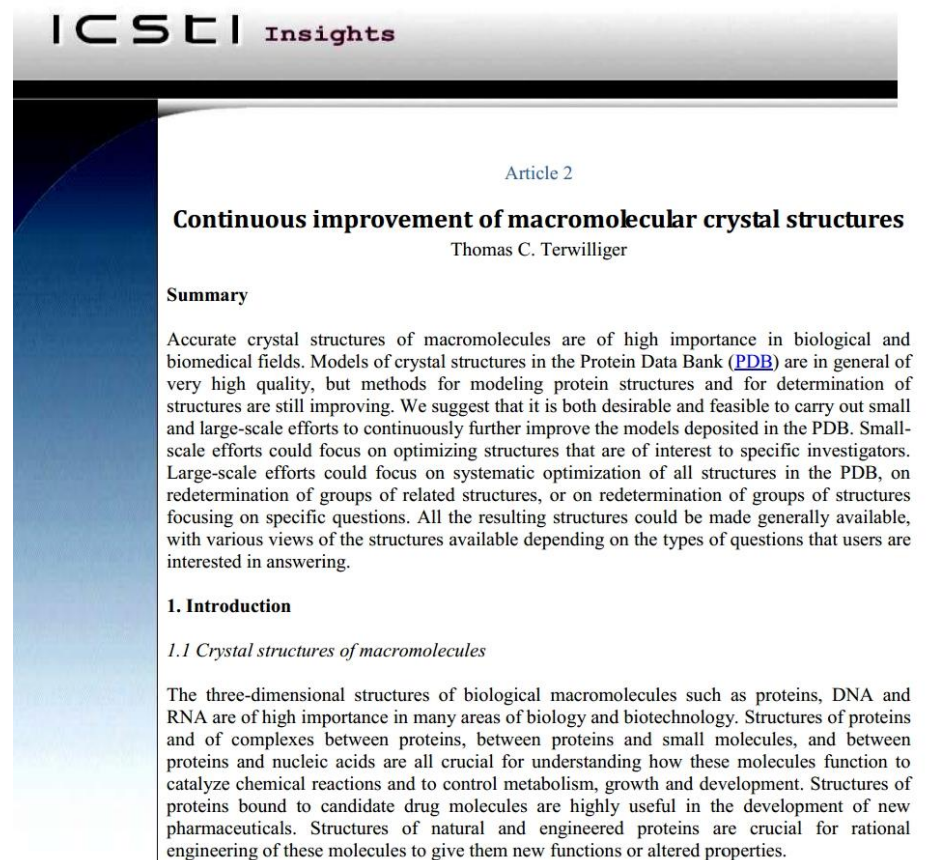 ICSTI Insights
Article 2
Continuous improvement of macromolecular crystal structures
Thomas C. Terwilliger
Summary
Accurate crystal structures of macromolecules are of high importance in biological and
biomedical fields. Models of crystal structures in the Protein Data Bank (PDB) are in general of
very high quality, but methods for modeling protein structures and for determination of
structures are still improving. We suggest that it is both desirable and feasible to carry out small
and large-scale efforts to continuously further improve the models deposited in the PDB. Small-
scale efforts could focus on optimizing structures that are of interest to specific investigators.
Large-scale efforts could focus on systematic optimization of all structures in the PDB, on
redetermination of groups of related structures, or on redetermination of groups of structures
focusing on specific questions. All the resulting structures could be made generally available,
with various views of the structures available depending on the types of questions that users are
interested in answering.
1. Introduction
1.1 Crystal structures of macromolecules
The three-dimensional structures of biological macromolecules such as proteins, DNA and
RNA are of high importance in many areas of biology and biotechnology. Structures of proteins
and of complexes between proteins, between proteins and small molecules, and between
proteins and nucleic acids are all crucial for understanding how these molecules function to
catalyze chemical reactions and to control metabolism, growth and development. Structures of
proteins bound to candidate drug molecules are highly useful in the development of new
pharmaceuticals. Structures of natural and engineered proteins are crucial for rational
engineering of these molecules to give them new functions or altered properties.